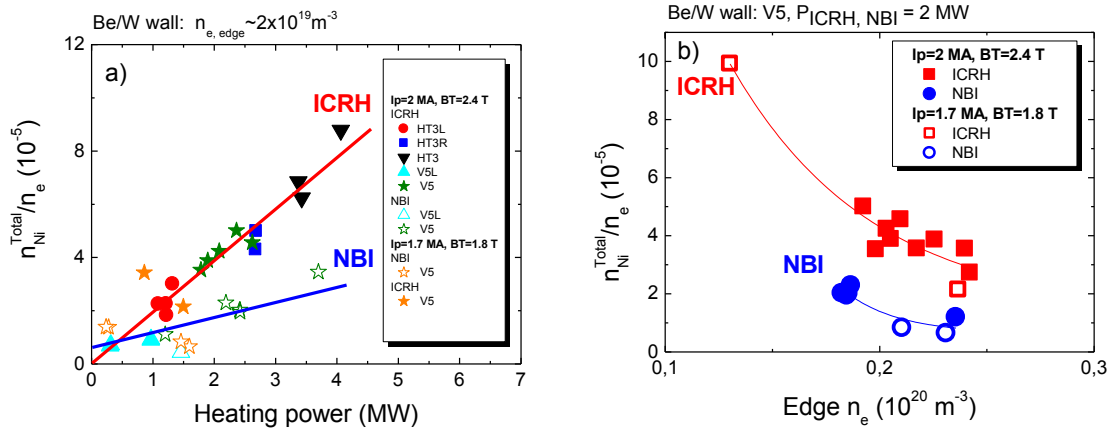 Be/W wall:  n_e, edge ~2x10^19 m^-3
a)
12
8
4
0
n_Ni^Total/n_e (10^-5)
0 1 2 3 4 5 6 7
Heating power (MW)
ICRH
NBI
Ip=2 MA, BT=2.4 T
ICRH
HT3L
HT3R
HT3
V5L
V5
NBI
V5L
V5
Ip=1.7 MA, BT=1.8 T
NBI
V5
ICRH
V5
Be/W wall: V5, P_ICRH, NBI = 2 MW
b)
10
8
6
4
2
0
n_Ni^Total/n_e (10^-5)
0,1 0,2 0,3
Edge n_e (10^20 m^-3)
ICRH
NBI
Ip=2 MA, BT=2.4 T
ICRH
NBI
Ip=1.7 MA, BT=1.8 T
ICRH
NBI